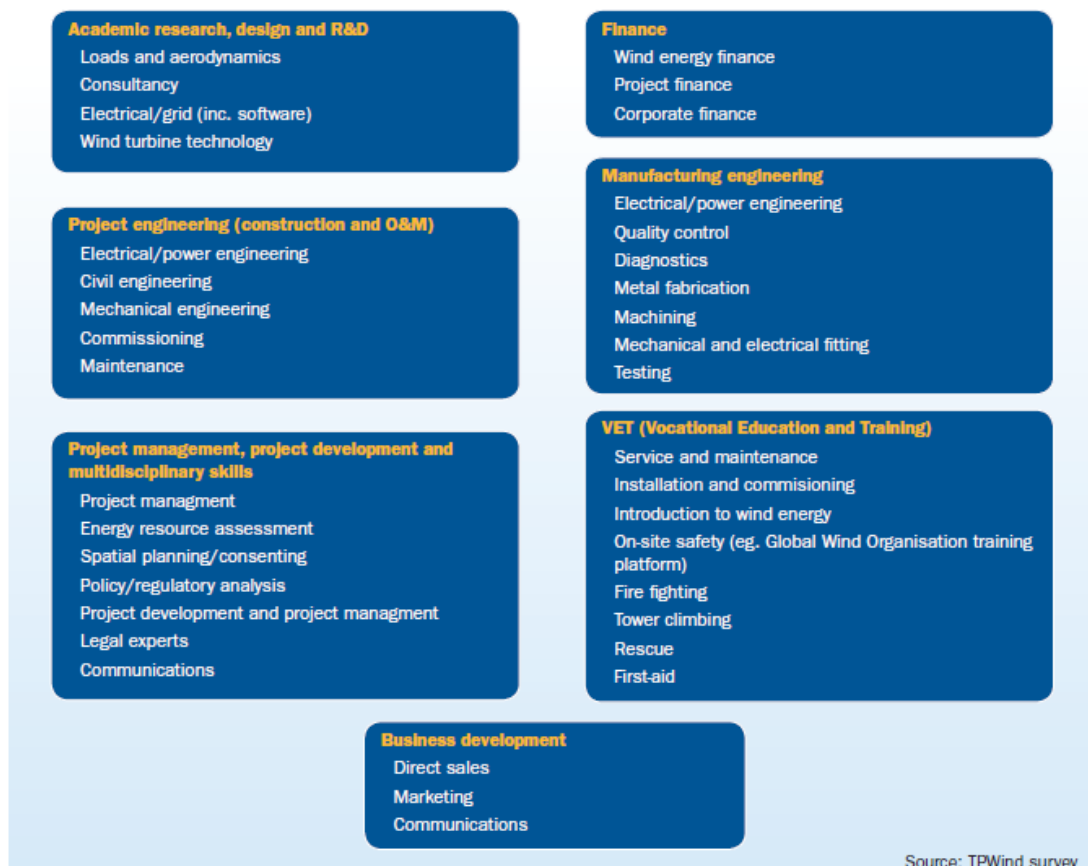 Academic research, design and R&D
Loads and aerodynamics
Consultancy
Electrical/grid (inc. software)
Wind turbine technology
Project engineering (construction and O&M)
Electrical/power engineering
Civil engineering
Mechanical engineering
Commissioning
Maintenance
Project management, project development and
multidisciplinary skills
Project managment
Energy resource assessment
Spatial planning/consenting
Policy/regulatory analysis
Project development and project managment
Legal experts
Communications
Finance
Wind energy finance
Project finance
Corporate finance
Manufacturing engineering
Electrical/power engineering
Quality control
Diagnostics
Metal fabrication
Machining
Mechanical and electrical fitting
Testing
VET (Vocational Education and Training)
Service and maintenance
Installation and commisioning
Introduction to wind energy
On-site safety (eg. Global Wind Organisation training
platform)
Fire fighting
Tower climbing
Rescue
First-aid
Business development
Direct sales
Marketing
Communications
Source: TPWind survey